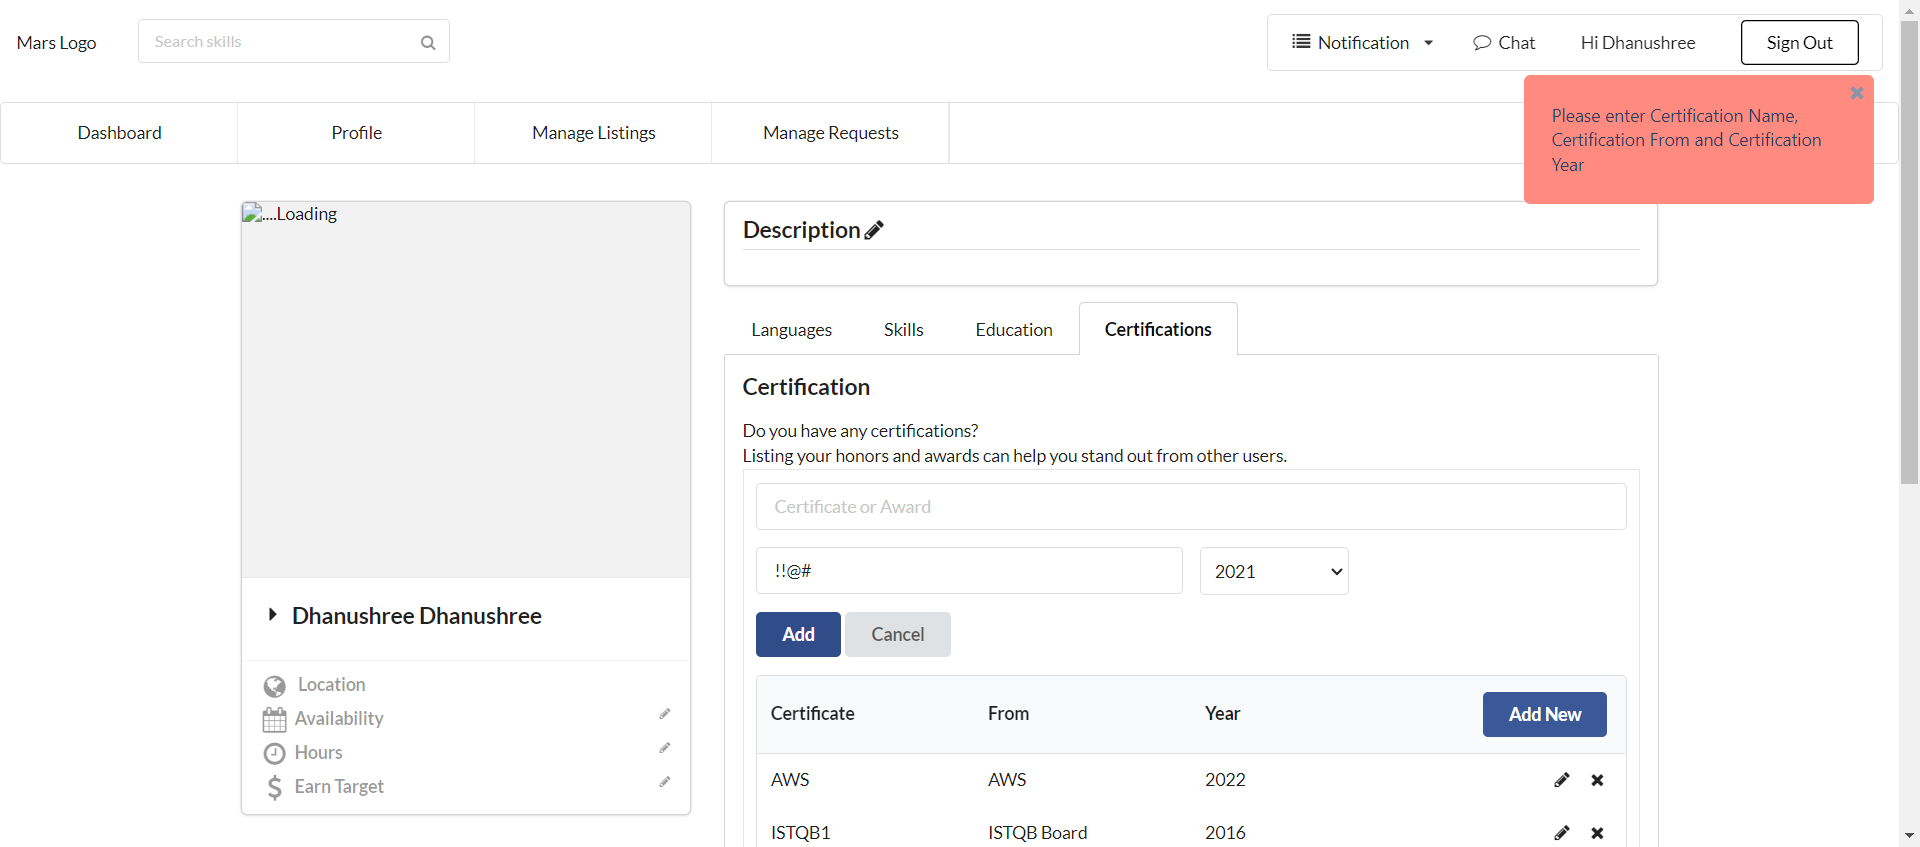 Mars Logo
Search skills
Notification
Chat
Hi Dhanushree
Sign Out
Please enter Certification Name,
Certification From and Certification
Year
Dashboard
Profile
Manage Listings
Manage Requests
....Loading
Description
Languages
Skills
Education
Certifications
Certification
Do you have any certifications?
Listing your honors and awards can help you stand out from other users.
Certificate or Award
!!@#
2021
Add
Cancel
Dhanushree Dhanushree
Location
Availability
Hours
Earn Target
Certificate From Year Add New
AWS AWS 2022
ISTQB1 ISTQB Board 2016